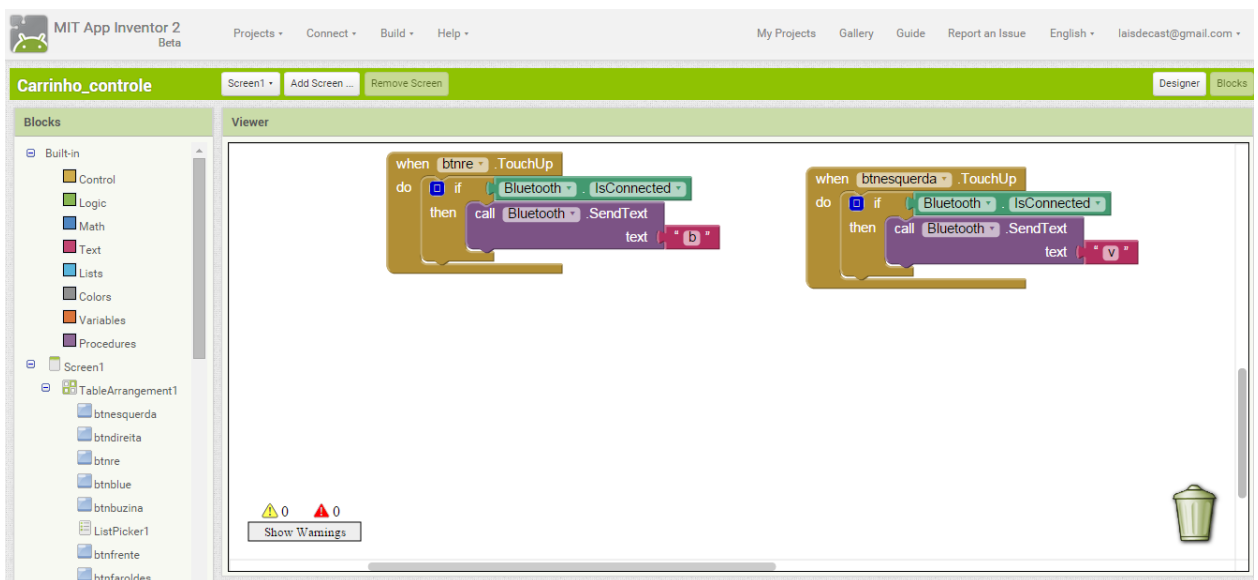 MIT App Inventor 2
Beta
Projects Connect Build Help
My Projects Gallery Guide Report an Issue English laisdecast@gmail.com
Carrinho_controle
Screen1 Add Screen ... Remove Screen
Designer Blocks
Blocks
Viewer
Built-in
Control
Logic
Math
Text
Lists
Colors
Variables
Procedures
Screen1
TableArrangement1
btnesquerda
btndireita
btnre
btnblue
btnbuzina
ListPicker1
btnfrente
btnfaroldes
when btnre .TouchUp
do if Bluetooth . IsConnected
then call Bluetooth .SendText
text " b "
when btnesquerda .TouchUp
do if Bluetooth . IsConnected
then call Bluetooth .SendText
text " v "
0 0
Show Warnings